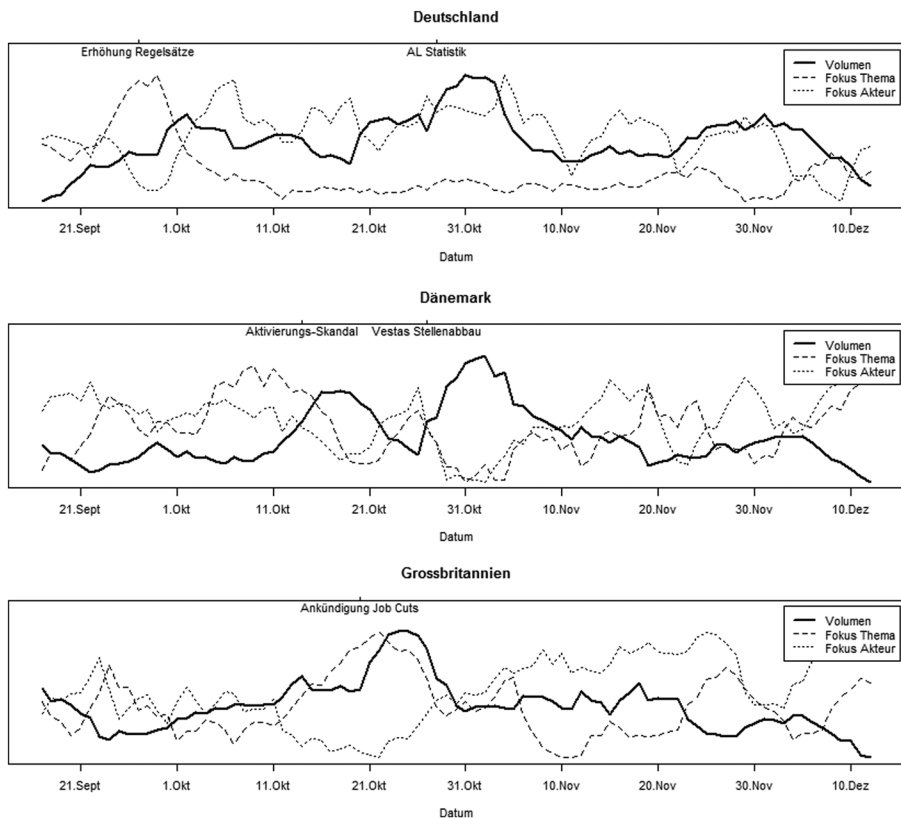 Deutschland
Erhöhung Regelsätze
AL Statistik
Volumen
Fokus Thema
Fokus Akteur
21.Sept 1.Okt 11.Okt 21.Okt 31.Okt 10.Nov 20.Nov 30.Nov 10.Dez
Datum
Dänemark
Aktivierungs-Skandal Vestas Stellenabbau
Volumen
Fokus Thema
Fokus Akteur
21.Sept 1.Okt 11.Okt 21.Okt 31.Okt 10.Nov 20.Nov 30.Nov 10.Dez
Datum
Grossbritannien
Ankündigung Job Cuts
Volumen
Fokus Thema
Fokus Akteur
21.Sept 1.Okt 11.Okt 21.Okt 31.Okt 10.Nov 20.Nov 30.Nov 10.Dez
Datum